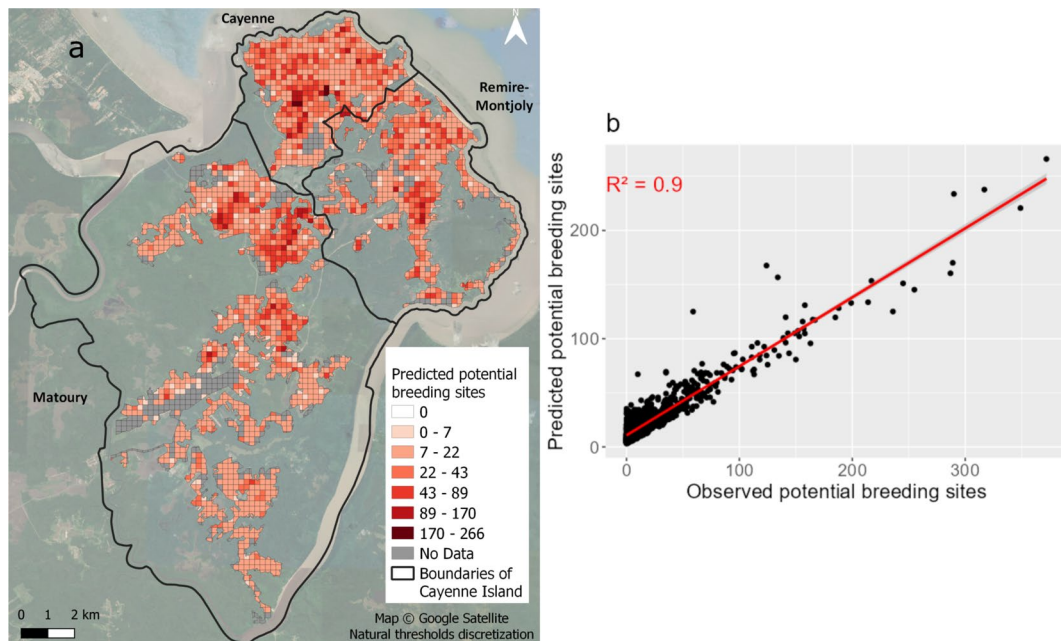 a
Cayenne
Remire-
Montjoly
Matoury
Predicted potential
breeding sites
0
0 - 7
7 - 22
22 - 43
43 - 89
89 - 170
170 - 266
No Data
Boundaries of
Cayenne Island
0 1 2 km
Map © Google Satellite
Natural thresholds discretization
b
R² = 0.9
Predicted potential breeding sites
200
100
0
0 100 200 300
Observed potential breeding sites